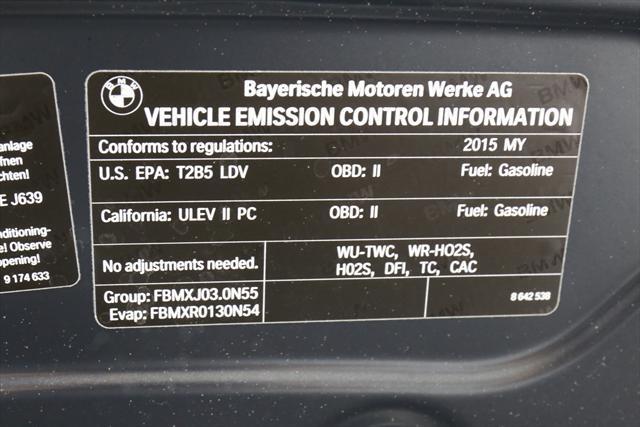 BMW
Bayerische Motoren Werke AG
VEHICLE EMISSION CONTROL INFORMATION
Conforms to regulations: 2015 MY
U.S. EPA: T2B5 LDV OBD: II Fuel: Gasoline
California: ULEV II PC OBD: II Fuel: Gasoline
No adjustments needed.
WU-TWC, WR-HO2S,
HO2S, DFI, TC, CAC
Group: FBMXJ03.0N55
Evap: FBMXR0130N54
8 642 538
anlage
fnen
chten!
E J639
onditioning-
e! Observe
opening!
9 174 633